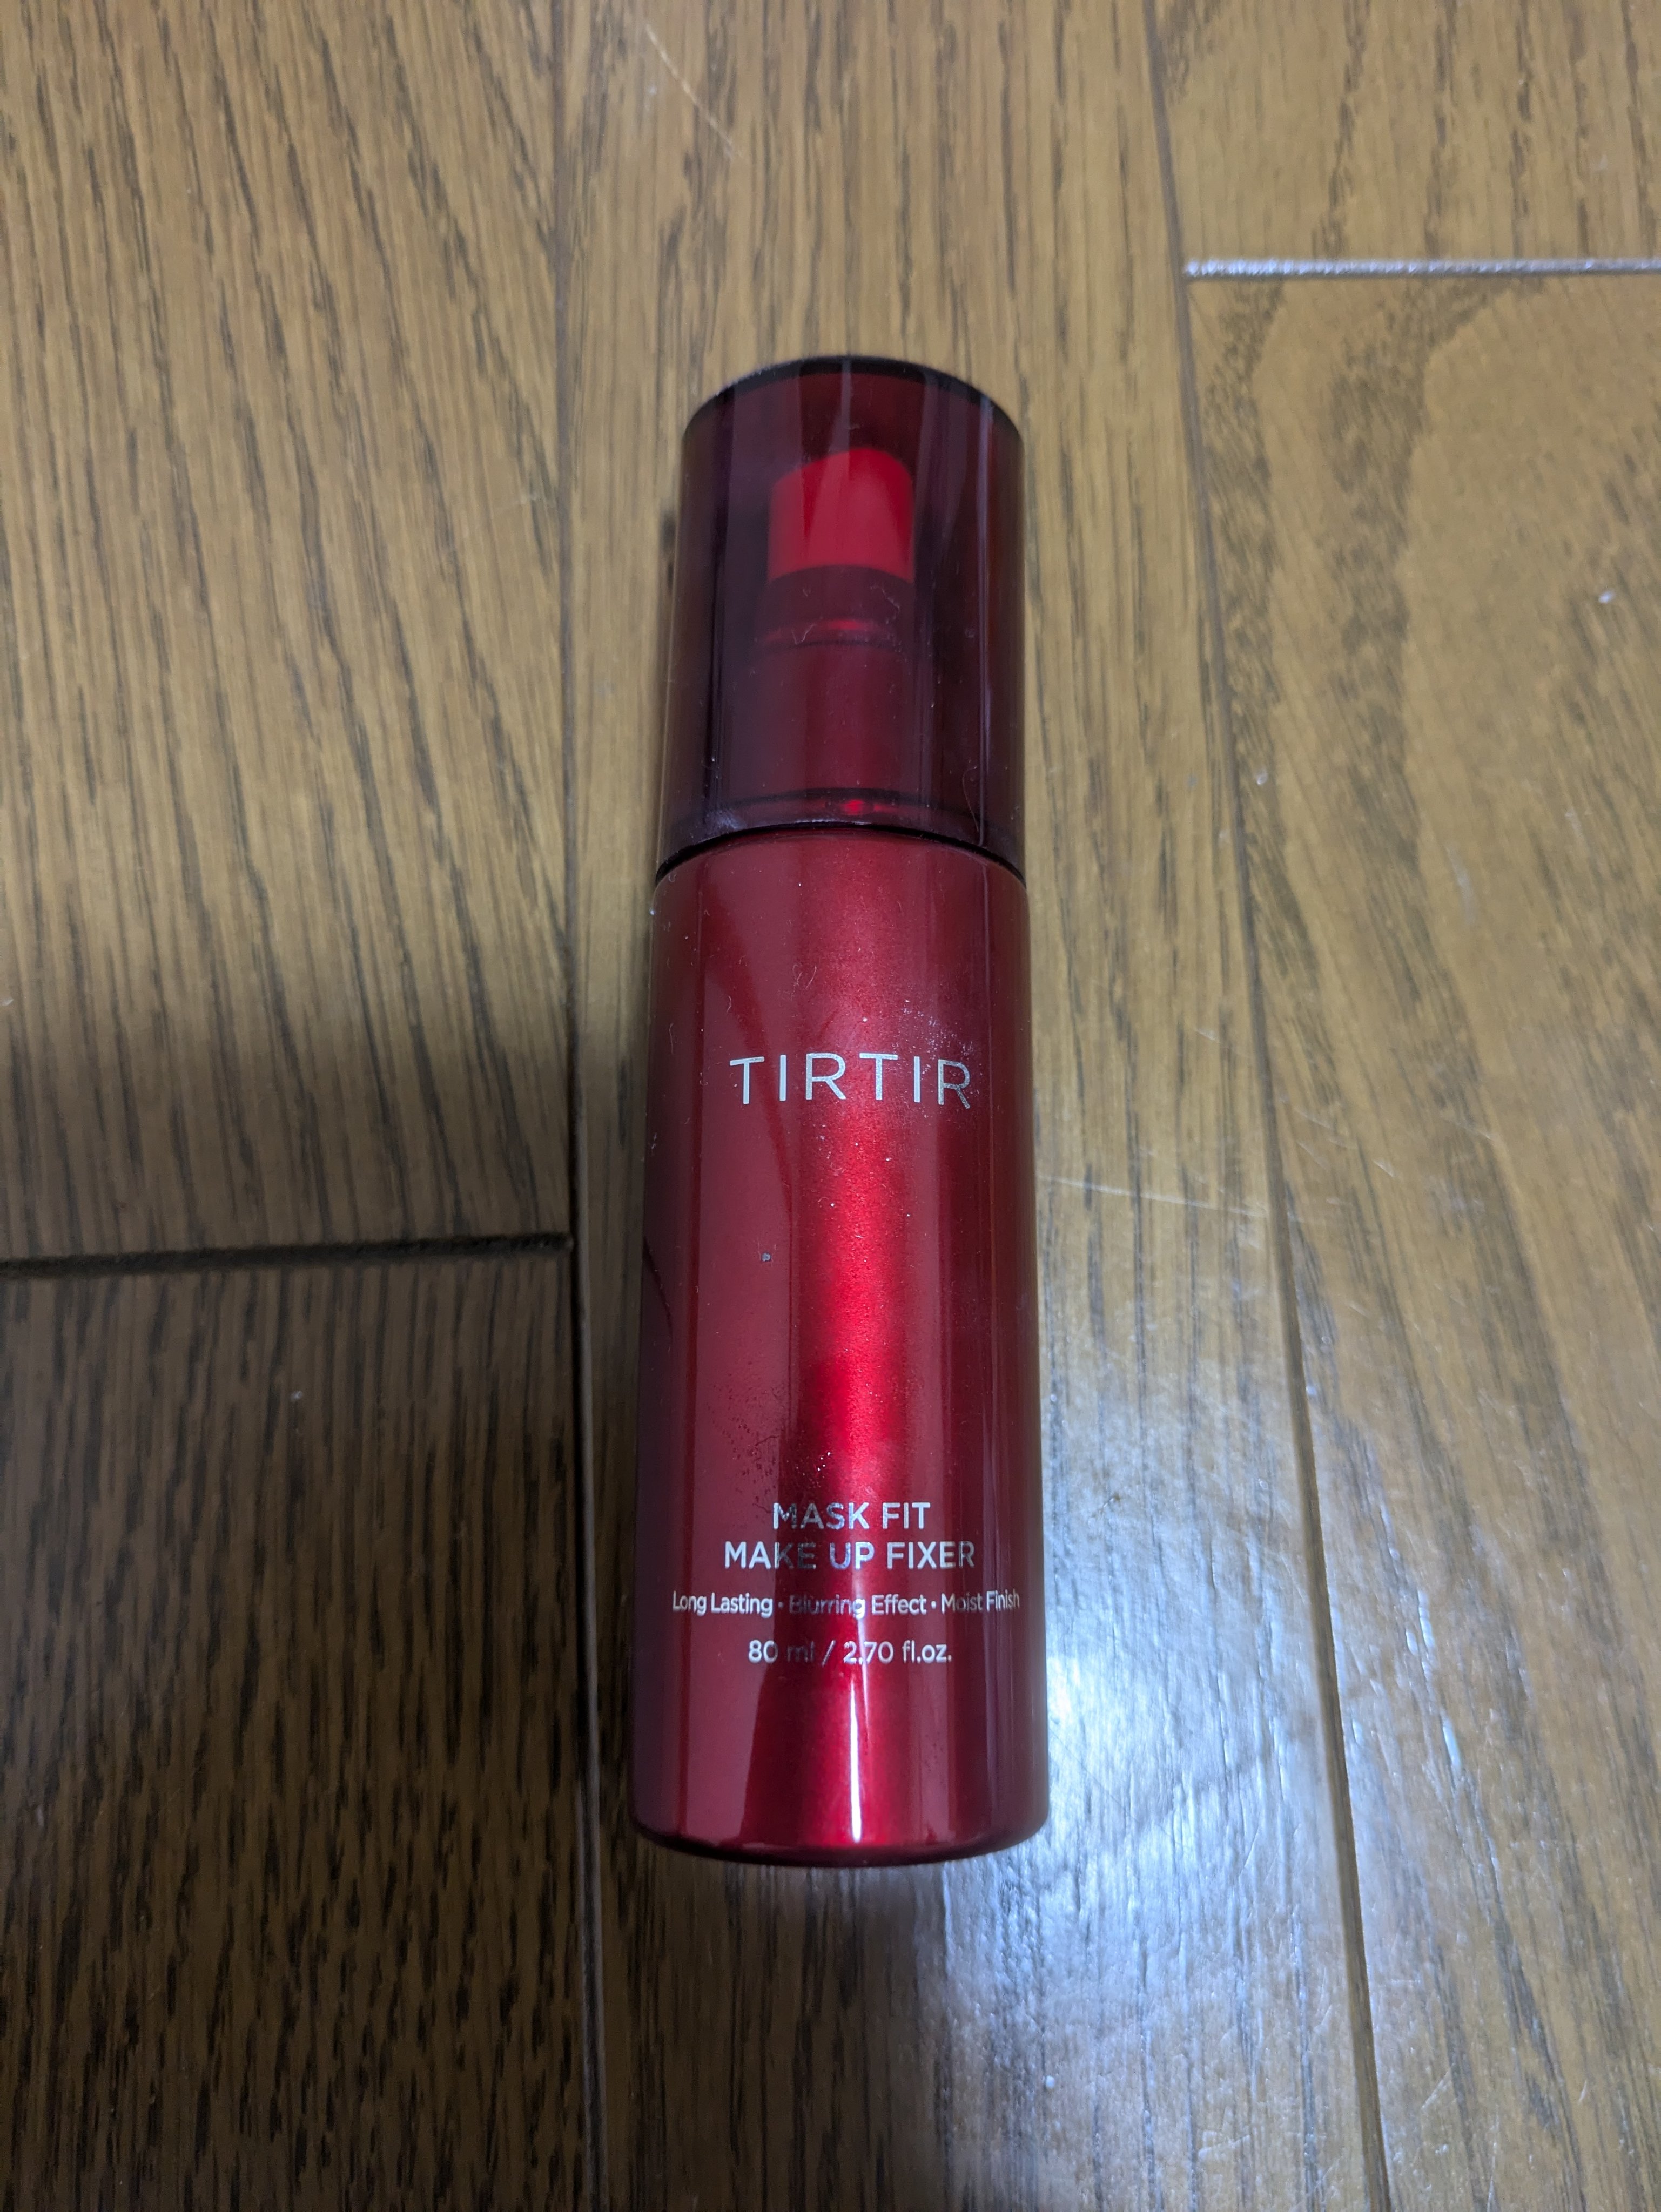 TIRTIR
MASK FIT
MAKE UP FIXER
Long Lasting • Blurring Effect • Moist Finish
80 ml / 2.70 fl.oz.